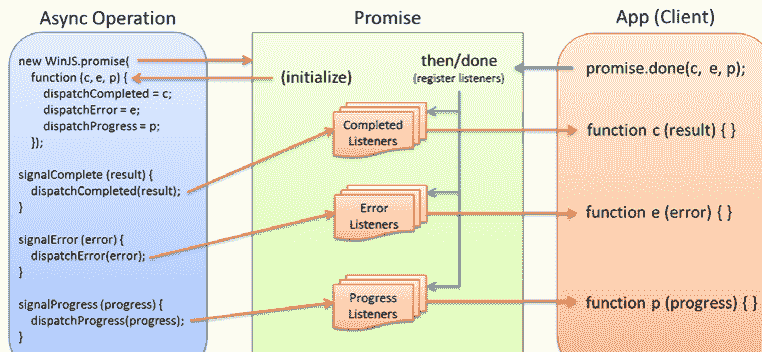 Async Operation
new WinJS.promise(
function (c, e, p) {
dispatchCompleted = c;
dispatchError = e;
dispatchProgress = p;
});
signalComplete (result) {
dispatchCompleted(result);
}
signalError (error) {
dispatchError(error);
}
signalProgress (progress) {
dispatchProgress(progress);
}
Promise
(initialize)
then/done
(register listeners)
Completed
Listeners
Error
Listeners
Progress
Listeners
App (Client)
promise.done(c, e, p);
function c (result) { }
function e (error) { }
function p (progress) { }